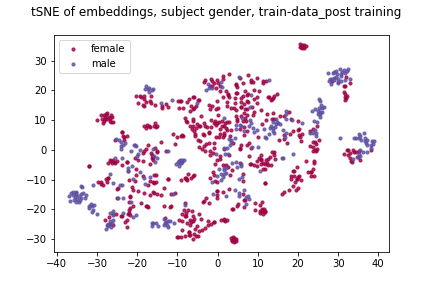 tSNE of embeddings, subject gender, train-data_post training
female
male
30
20
10
0
−10
−20
−30
−40 −30 −20 −10 0 10 20 30 40